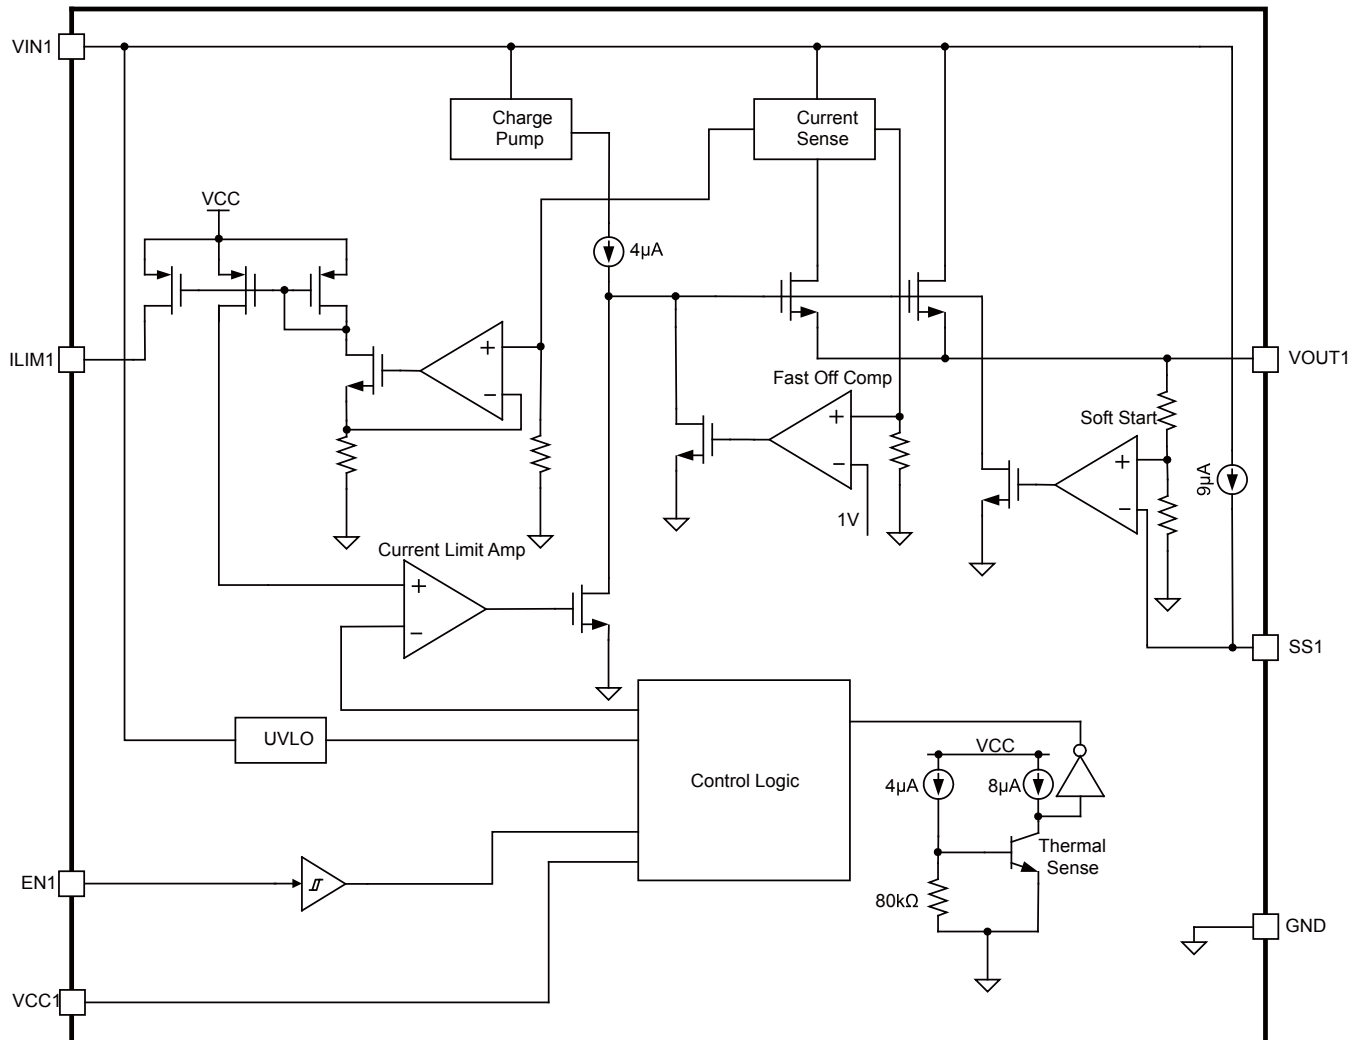 VIN1
Charge
Pump
Current
Sense
VCC
4µA
ILIM1
VOUT1
+
−
Fast Off Comp
+
−
1V
Soft Start
+
−
9µA
Current Limit Amp
+
−
SS1
UVLO
Control Logic
VCC
4µA
8µA
Thermal
Sense
80kΩ
EN1
GND
VCC1